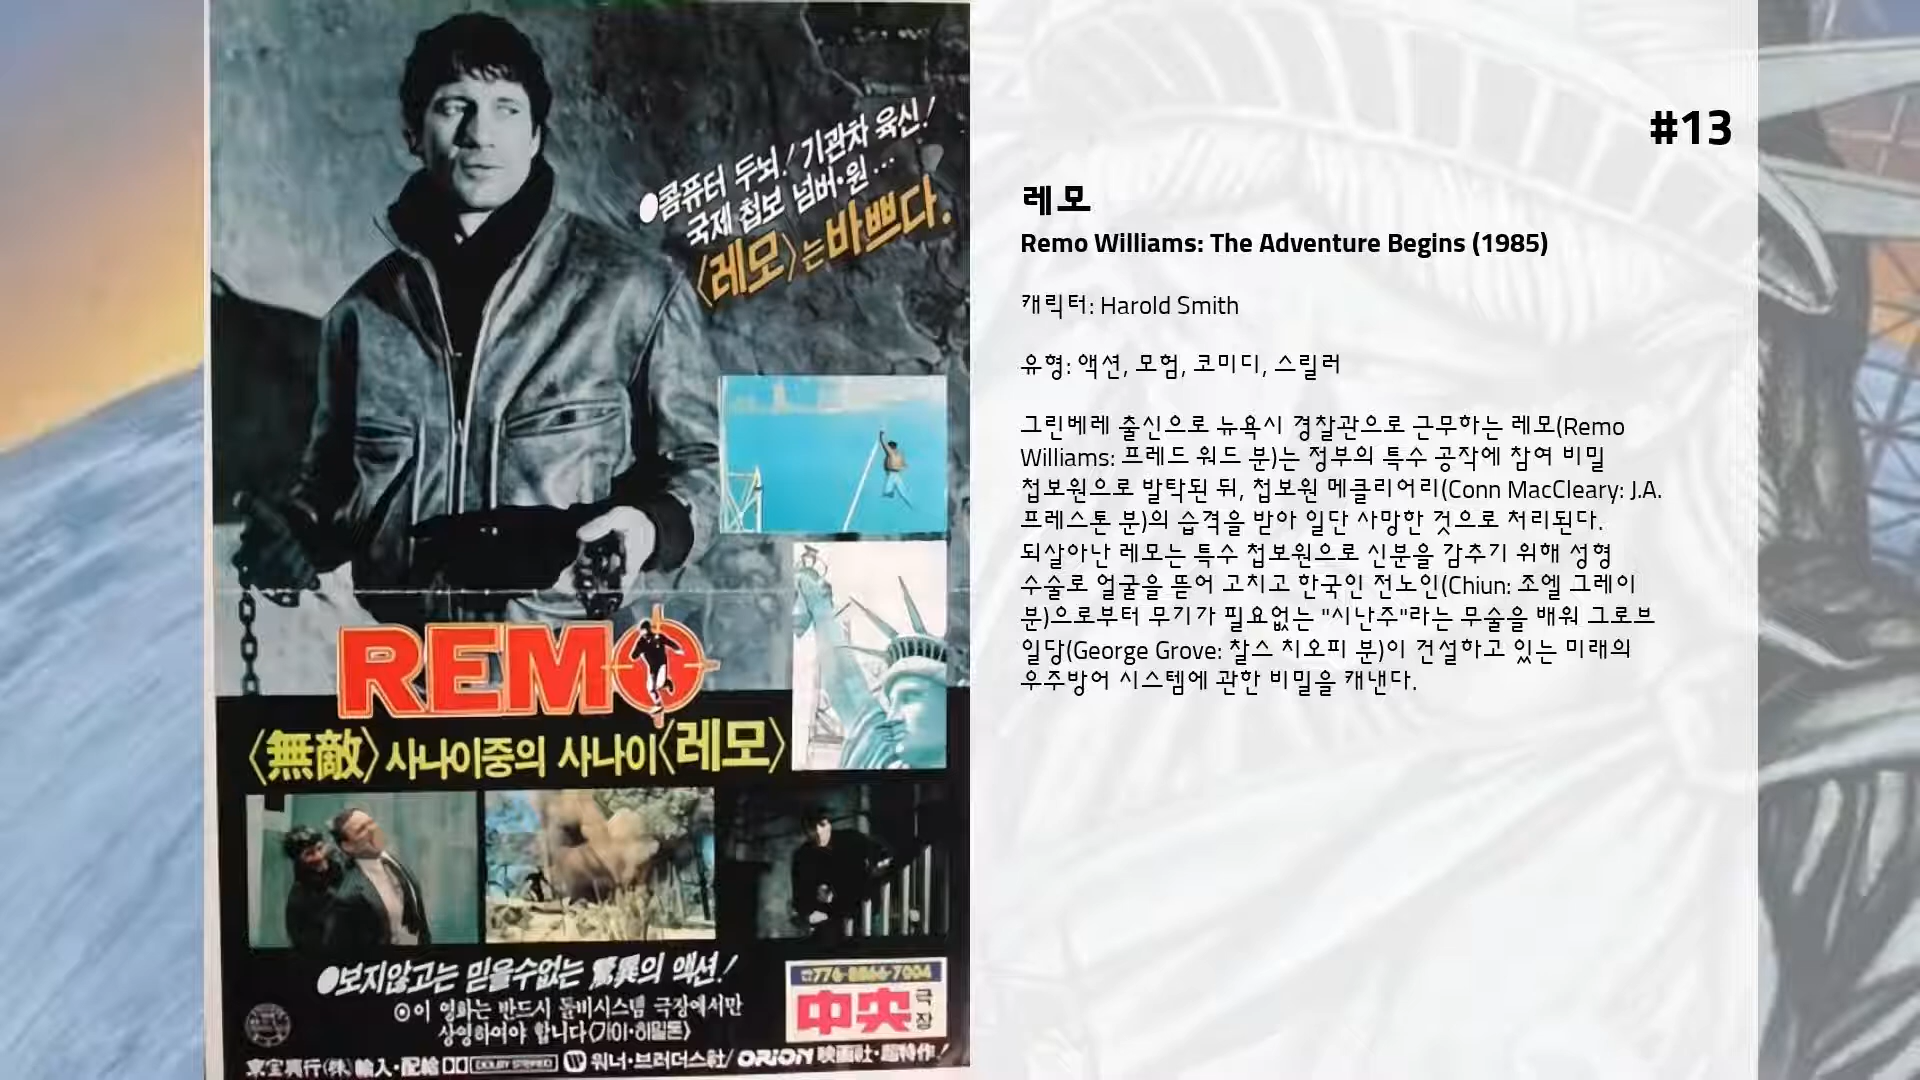 ●콤퓨터 두뇌! 기관차 육신!
국제 첩보 넘버·원…
〈레모〉는 바쁘다.
REMO
〈無敵〉사나이중의 사나이〈레모〉
●보지않고는 믿을수없는 驚異의 액션!
◎이 영화는 반드시 돌비시스템 극장에서만
상영하여야 합니다〈가이·해밀톤〉
中央극장
東宝興行(株)輸入·配給 DOLBY STEREO 워너·브러더스社/ ORION 映画社·超特作!
#13
레모
Remo Williams: The Adventure Begins (1985)
캐릭터: Harold Smith
유형: 액션, 모험, 코미디, 스릴러
그린베레 출신으로 뉴욕시 경찰관으로 근무하는 레모(Remo
Williams: 프레드 워드 분)는 정부의 특수 공작에 참여 비밀
첩보원으로 발탁된 뒤, 첩보원 메클리어리(Conn MacCleary: J.A.
프레스톤 분)의 습격을 받아 일단 사망한 것으로 처리된다.
되살아난 레모는 특수 첩보원으로 신분을 감추기 위해 성형
수술로 얼굴을 뜯어 고치고 한국인 전노인(Chiun: 조엘 그레이
분)으로부터 무기가 필요없는 "시난주"라는 무술을 배워 그로브
일당(George Grove: 찰스 치오피 분)이 건설하고 있는 미래의
우주방어 시스템에 관한 비밀을 캐낸다.